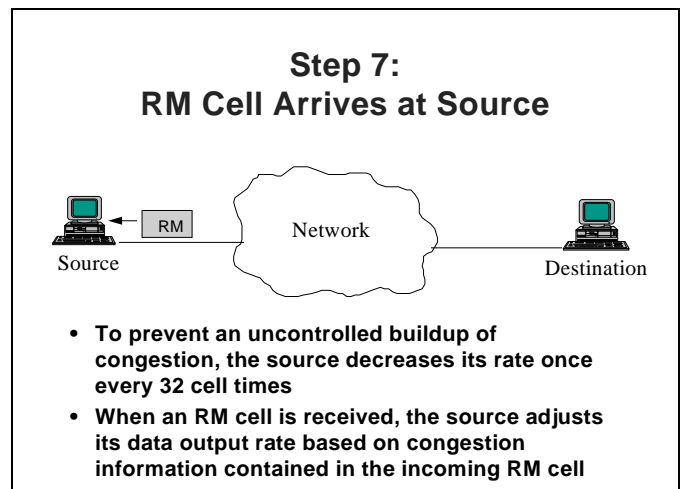 Step 7:
RM Cell Arrives at Source
RM
Network
Source
Destination
• To prevent an uncontrolled buildup of
congestion, the source decreases its rate once
every 32 cell times
• When an RM cell is received, the source adjusts
its data output rate based on congestion
information contained in the incoming RM cell